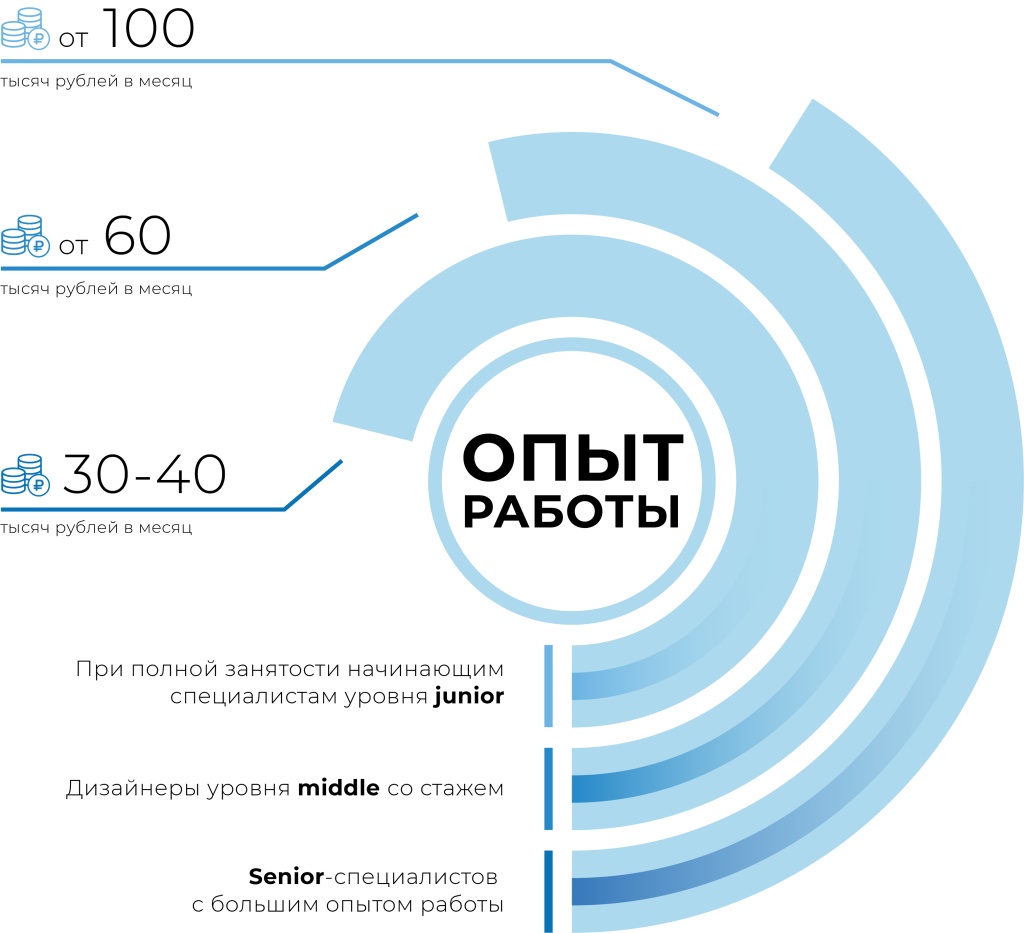 от 100
тысяч рублей в месяц
от 60
тысяч рублей в месяц
30-40
тысяч рублей в месяц
ОПЫТ
РАБОТЫ
При полной занятости начинающим
специалистам уровня junior
Дизайнеры уровня middle со стажем
Senior-специалистов
с большим опытом работы